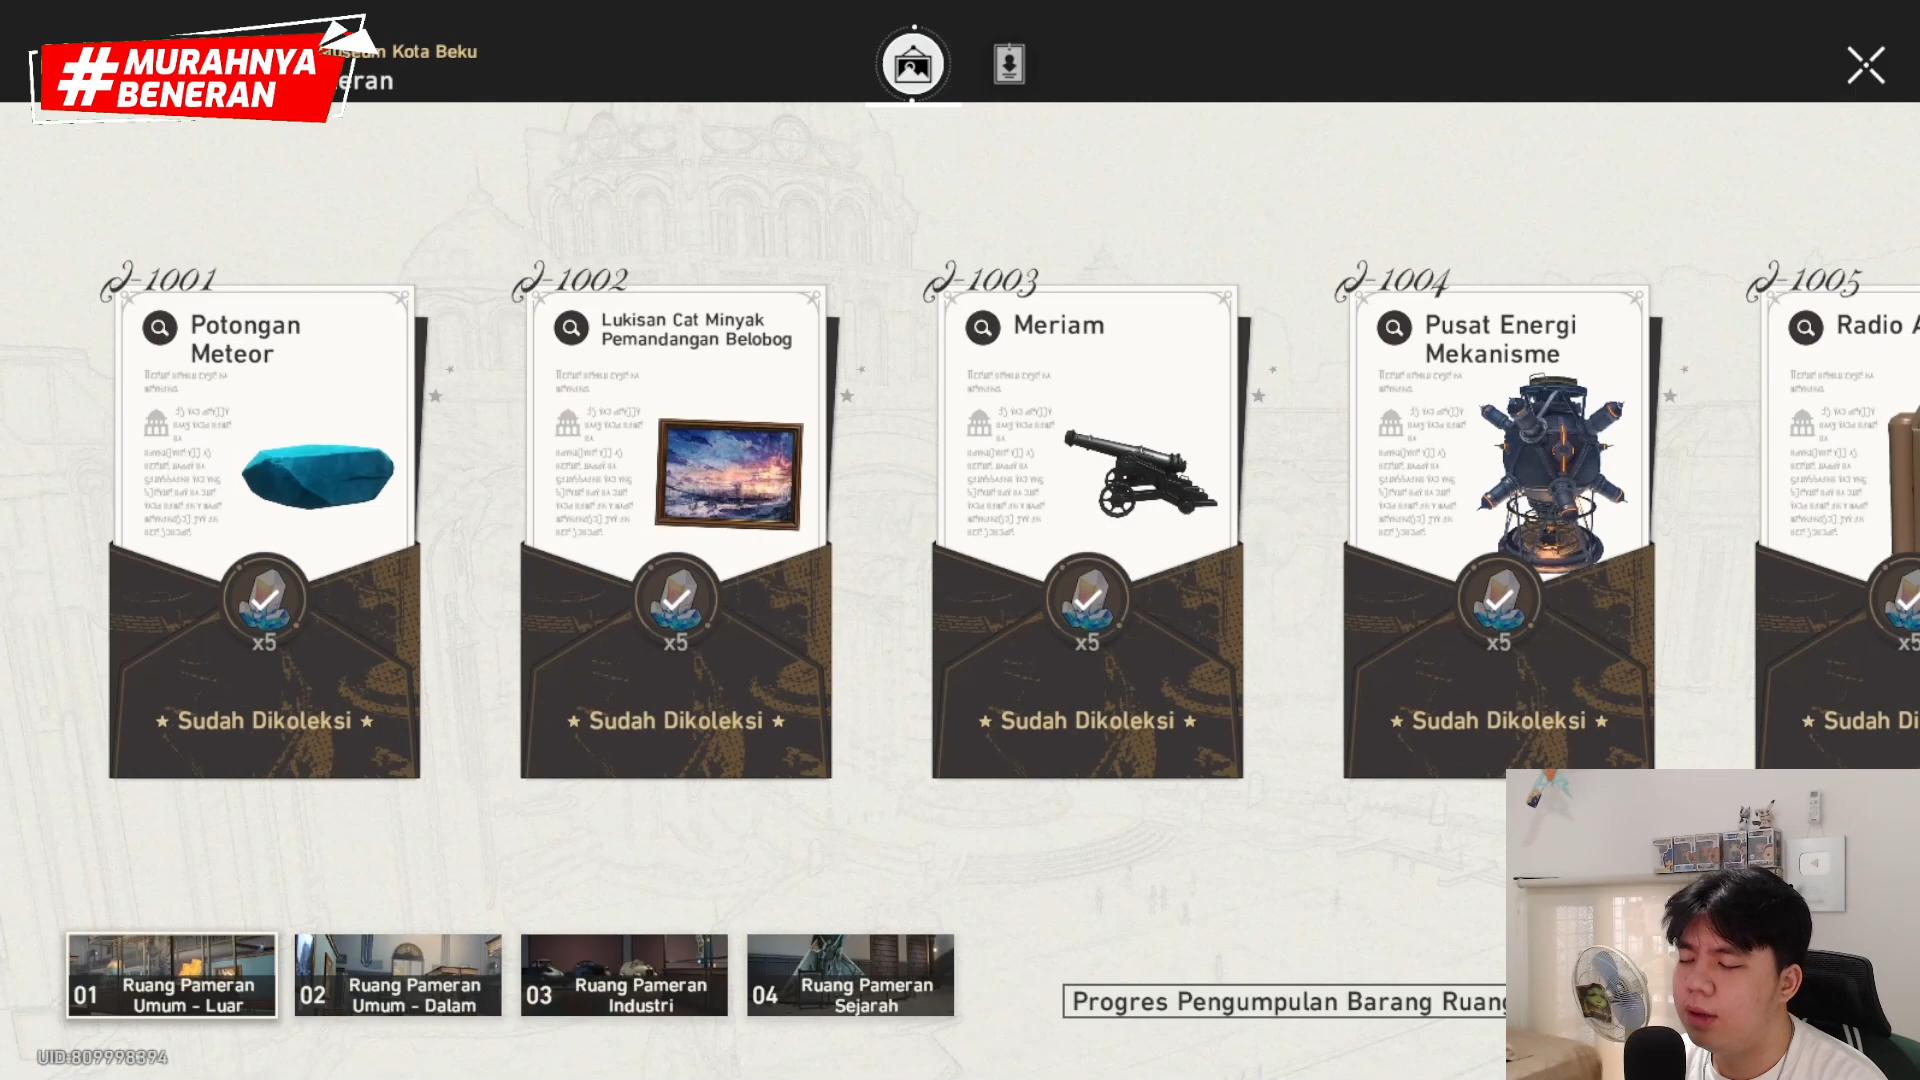 #MURAHNYA
BENERAN
Kota Beku
eran
J-1001
Potongan
Meteor
x5
Sudah Dikoleksi
J-1002
Lukisan Cat Minyak
Pemandangan Belobog
x5
Sudah Dikoleksi
J-1003
Meriam
x5
Sudah Dikoleksi
J-1004
Pusat Energi
Mekanisme
x5
Sudah Dikoleksi
J-1005
Radio A
x5
Sudah Di
01 Ruang Pameran
Umum - Luar
02 Ruang Pameran
Umum - Dalam
03 Ruang Pameran
Industri
04 Ruang Pameran
Sejarah
Progres Pengumpulan Barang Ruang
UID:809998394